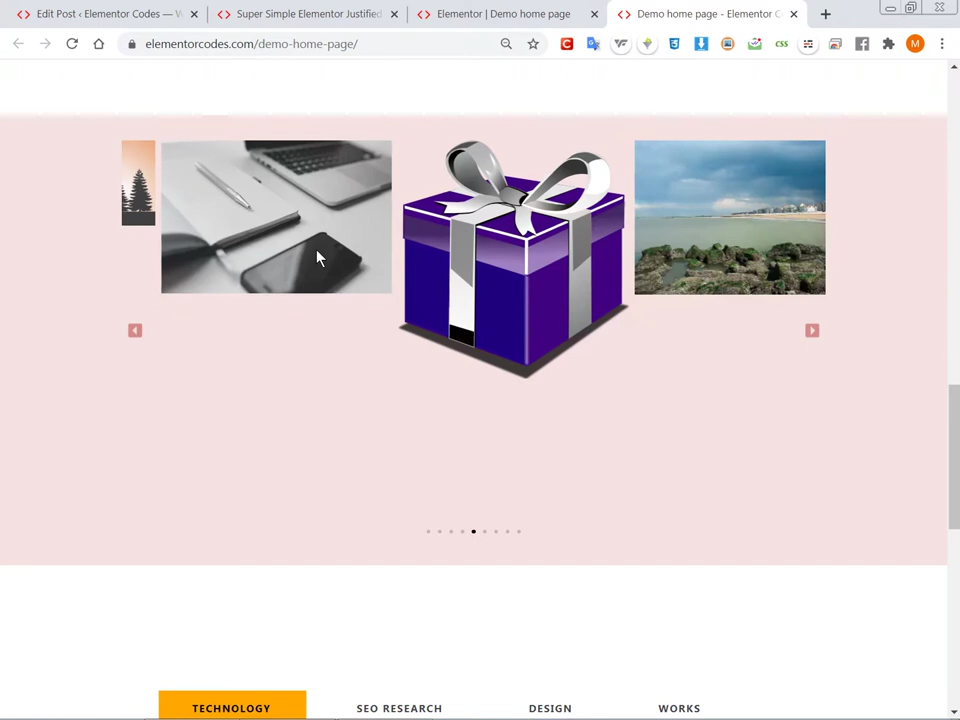 Edit Post ‹ Elementor Codes — W
Super Simple Elementor Justified
Elementor | Demo home page
Demo home page - Elementor C
elementorcodes.com/demo-home-page/
css
M
TECHNOLOGY
SEO RESEARCH
DESIGN
WORKS